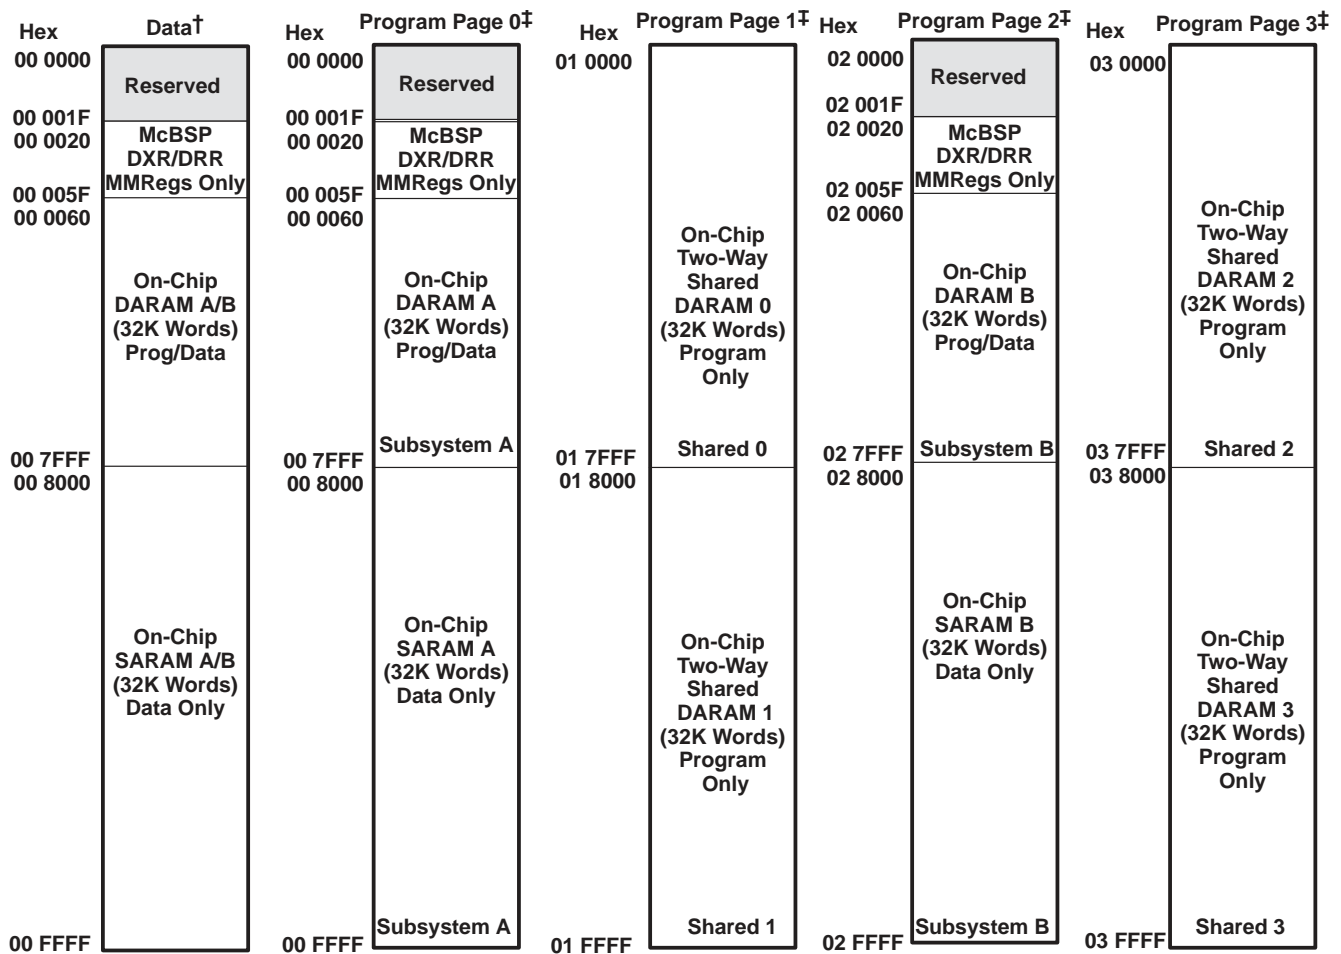 Hex
Data†
00 0000
Reserved
00 001F
00 0020
McBSP
DXR/DRR
MMRegs Only
00 005F
00 0060
On-Chip
DARAM A/B
(32K Words)
Prog/Data
00 7FFF
00 8000
On-Chip
SARAM A/B
(32K Words)
Data Only
00 FFFF
Hex
Program Page 0‡
00 0000
Reserved
00 001F
00 0020
McBSP
DXR/DRR
MMRegs Only
00 005F
00 0060
On-Chip
DARAM A
(32K Words)
Prog/Data
Subsystem A
00 7FFF
00 8000
On-Chip
SARAM A
(32K Words)
Data Only
Subsystem A
00 FFFF
Hex
Program Page 1‡
01 0000
On-Chip
Two-Way
Shared
DARAM 0
(32K Words)
Program
Only
Shared 0
01 7FFF
01 8000
On-Chip
Two-Way
Shared
DARAM 1
(32K Words)
Program
Only
Shared 1
01 FFFF
Hex
Program Page 2‡
02 0000
Reserved
02 001F
02 0020
McBSP
DXR/DRR
MMRegs Only
02 005F
02 0060
On-Chip
DARAM B
(32K Words)
Prog/Data
Subsystem B
02 7FFF
02 8000
On-Chip
SARAM B
(32K Words)
Data Only
Subsystem B
02 FFFF
Hex
Program Page 3‡
03 0000
On-Chip
Two-Way
Shared
DARAM 2
(32K Words)
Program
Only
Shared 2
03 7FFF
03 8000
On-Chip
Two-Way
Shared
DARAM 3
(32K Words)
Program
Only
Shared 3
03 FFFF